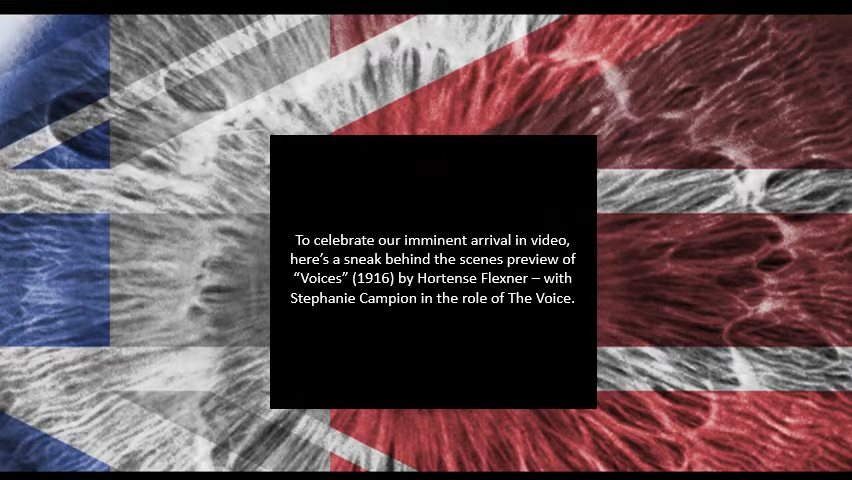 To celebrate our imminent arrival in video,
here’s a sneak behind the scenes preview of
“Voices” (1916) by Hortense Flexner – with
Stephanie Campion in the role of The Voice.